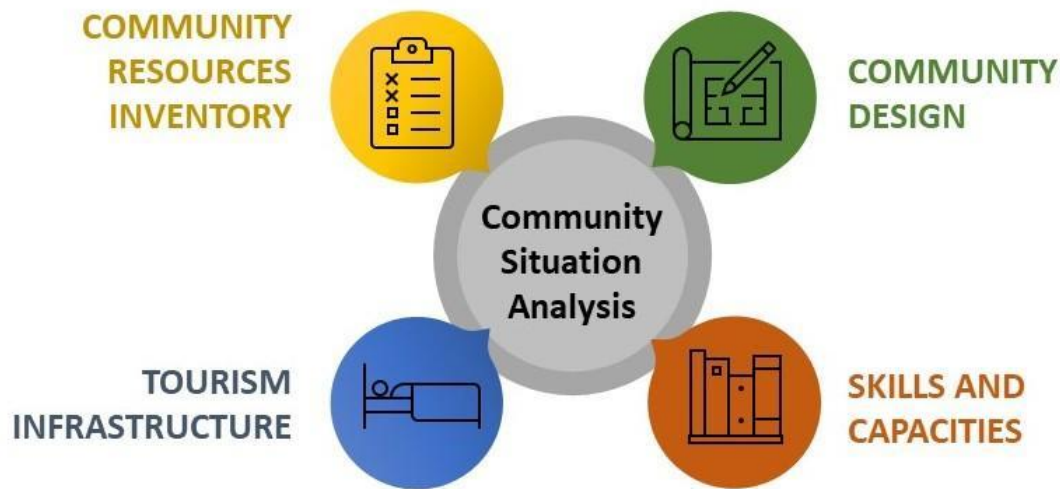 COMMUNITY
RESOURCES
INVENTORY
COMMUNITY
DESIGN
Community
Situation
Analysis
TOURISM
INFRASTRUCTURE
SKILLS AND
CAPACITIES